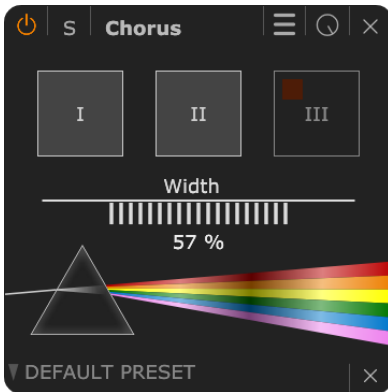 S Chorus
I II III
Width
57 %
DEFAULT PRESET